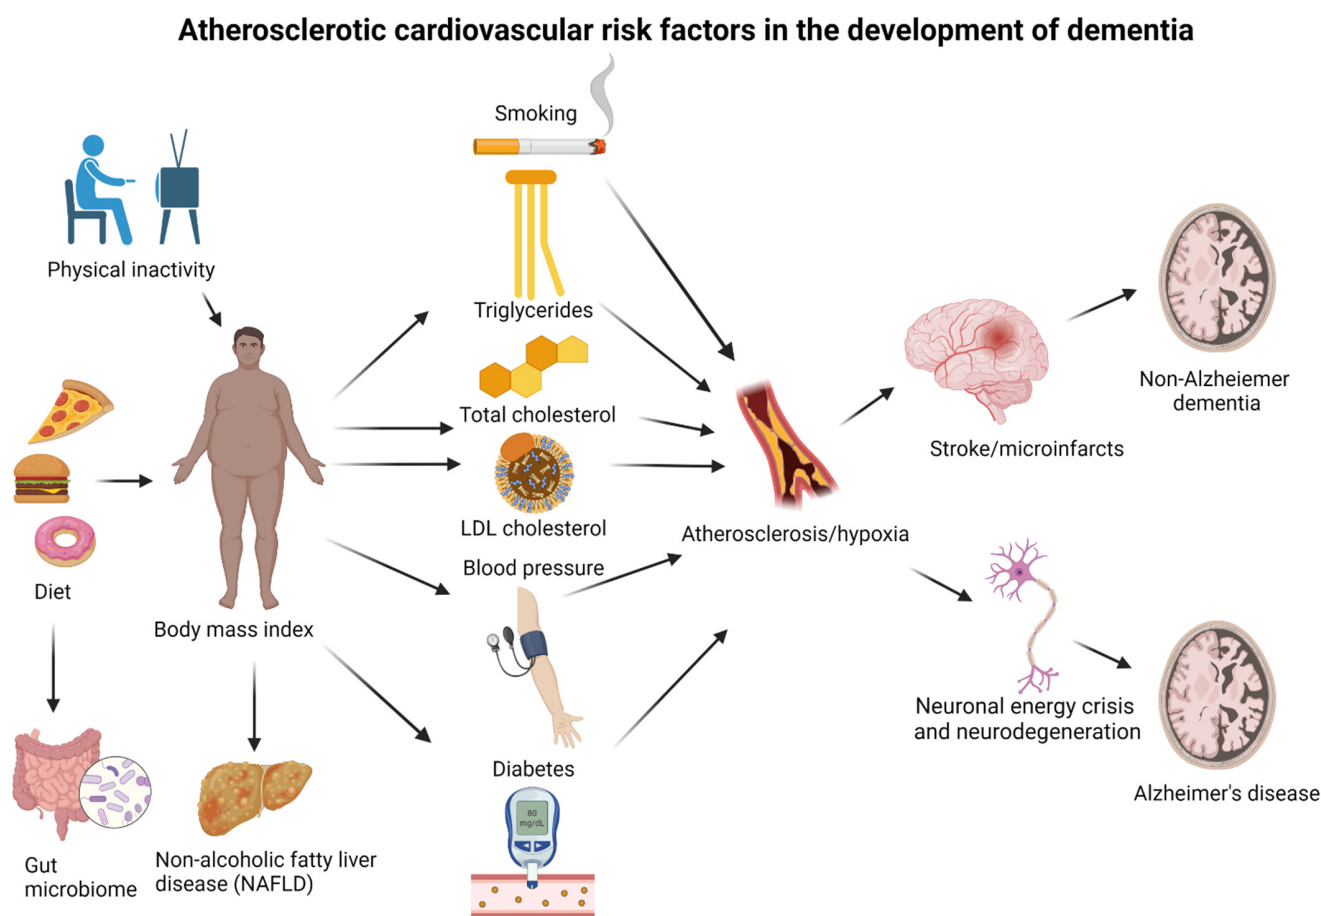 Atherosclerotic cardiovascular risk factors in the development of dementia
Smoking
Physical inactivity
Triglycerides
Total cholesterol
LDL cholesterol
Diet
Body mass index
Blood pressure
Diabetes
80
mg/dL
Gut
microbiome
Non-alcoholic fatty liver
disease (NAFLD)
Atherosclerosis/hypoxia
Stroke/microinfarcts
Non-Alzheiemer
dementia
Neuronal energy crisis
and neurodegeneration
Alzheimer's disease